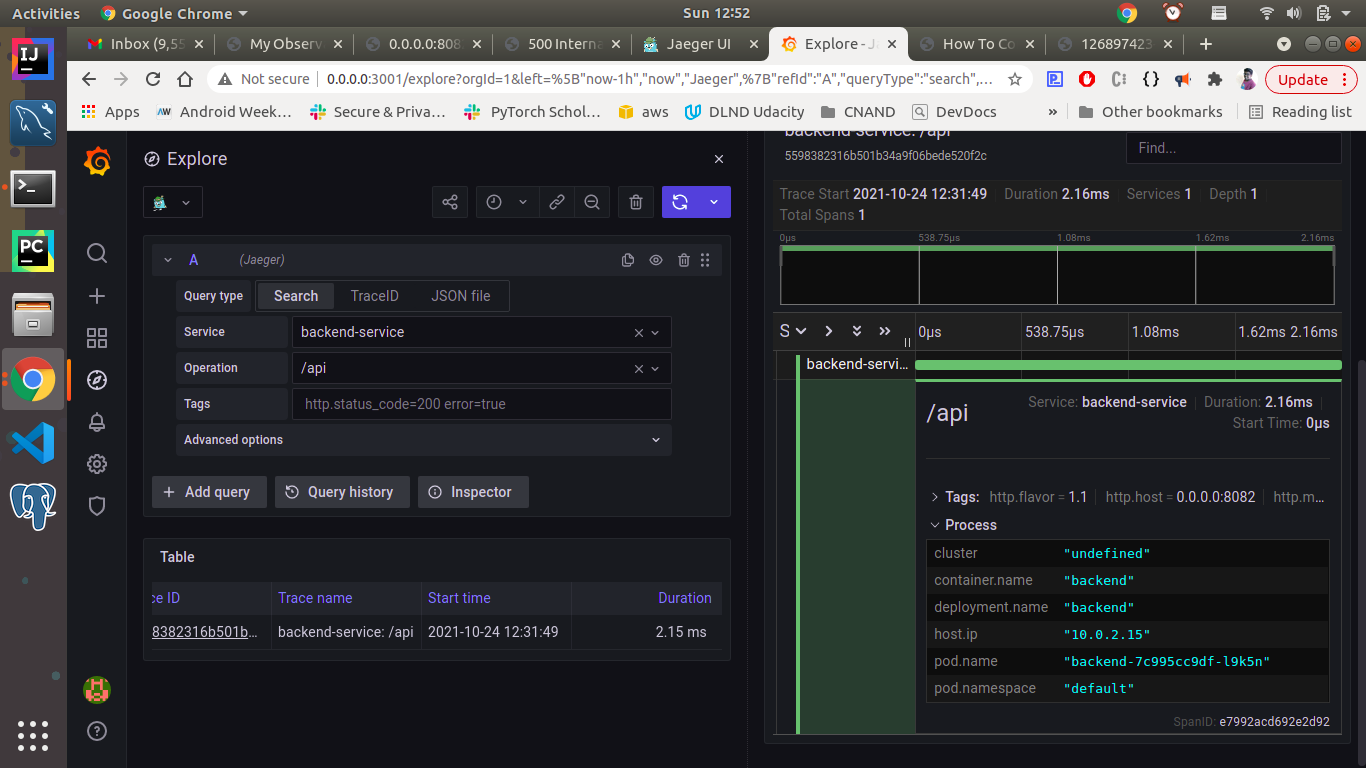 Activities Google Chrome Sun 12:52
Inbox (9,55 My Observ 0.0.0.0:808 500 Interna Jaeger UI Explore - Ja How To Co 126897423
Not secure 0.0.0.0:3001/explore?orgId=1&left=%5B"now-1h","now","Jaeger",%7B"refId":"A","queryType":"search",... Update
Apps Android Week... Secure & Priva... PyTorch Schol... aws DLND Udacity CNAND DevDocs » Other bookmarks Reading list
Explore
A (Jaeger)
Query type Search TraceID JSON file
Service backend-service
Operation /api
Tags http.status_code=200 error=true
Advanced options
Add query Query history Inspector
Table
ce ID Trace name Start time Duration
8382316b501b... backend-service: /api 2021-10-24 12:31:49 2.15 ms
backend-service: /api
5598382316b501b34a9f06bede520f2c
Find...
Trace Start 2021-10-24 12:31:49 Duration 2.16ms Services 1 Depth 1
Total Spans 1
0μs 538.75μs 1.08ms 1.62ms 2.16ms
S 0μs 538.75μs 1.08ms 1.62ms 2.16ms
backend-servi...
/api Service: backend-service Duration: 2.16ms
Start Time: 0μs
Tags: http.flavor = 1.1 http.host = 0.0.0.0:8082 http.m...
Process
cluster "undefined"
container.name "backend"
deployment.name "backend"
host.ip "10.0.2.15"
pod.name "backend-7c995cc9df-l9k5n"
pod.namespace "default"
SpanID: e7992acd692e2d92